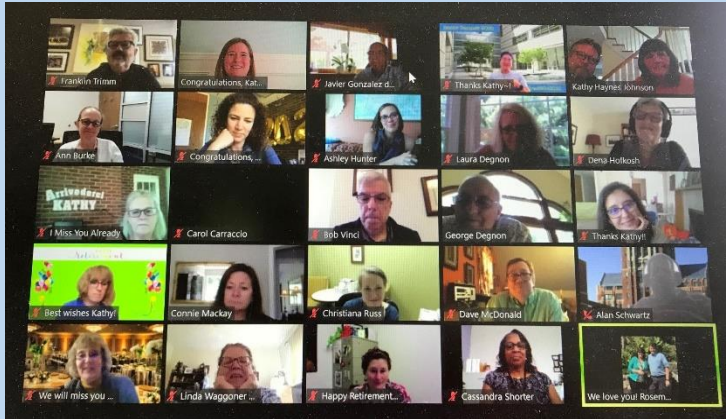 Franklin Trimm
Congratulations, Kat...
Javier Gonzalez d...
Thanks Kathy~!
Kathy Haynes Johnson
Ann Burke
Congratulations, ...
Ashley Hunter
Laura Degnon
Dena Hofkosh
Arrivederci
KATHY
I Miss You Already
Carol Carraccio
Bob Vinci
George Degnon
Thanks Kathy!!
Best wishes Kathy!
Connie Mackay
Christiana Russ
Dave McDonald
Alan Schwartz
We will miss you ...
Linda Waggoner ...
Happy Retirement...
Cassandra Shorter
We love you! Rosem...